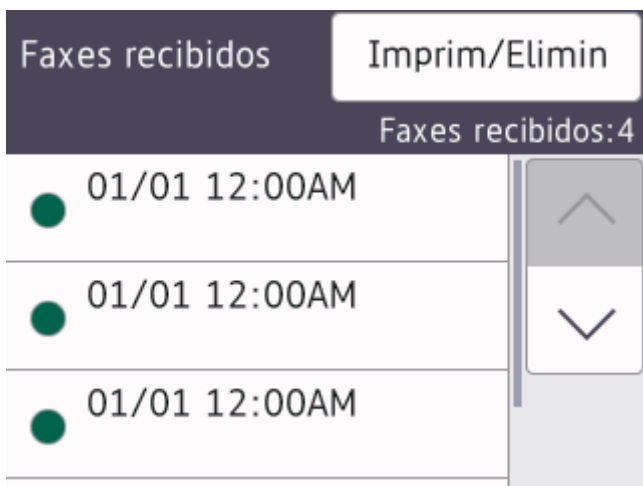 Faxes recibidos
Imprim/Elimin
Faxes recibidos:4
01/01 12:00AM
01/01 12:00AM
01/01 12:00AM